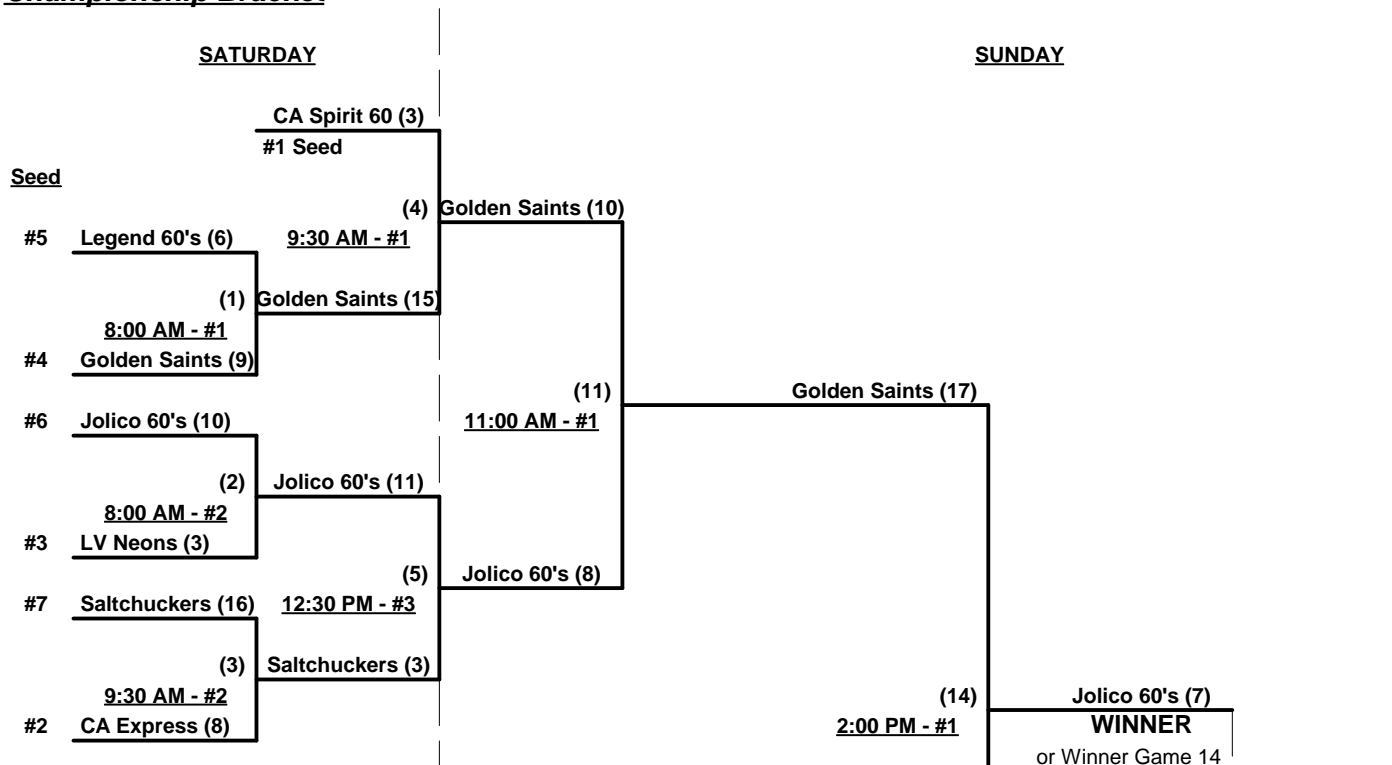 Championship Bracket
SATURDAY
SUNDAY
CA Spirit 60 (3)
#1 Seed
Seed
(4) Golden Saints (10)
#5 Legend 60's (6) 9:30 AM - #1
(1) Golden Saints (15)
8:00 AM - #1
#4 Golden Saints (9)
(11) Golden Saints (17)
#6 Jolico 60's (10) 11:00 AM - #1
(2) Jolico 60's (11)
8:00 AM - #2
#3 LV Neons (3)
(5) Jolico 60's (8)
#7 Saltchuckers (16) 12:30 PM - #3
(3) Saltchuckers (3)
9:30 AM - #2 (14) Jolico 60's (7)
#2 CA Express (8) 2:00 PM - #1 WINNER
or Winner Game 14